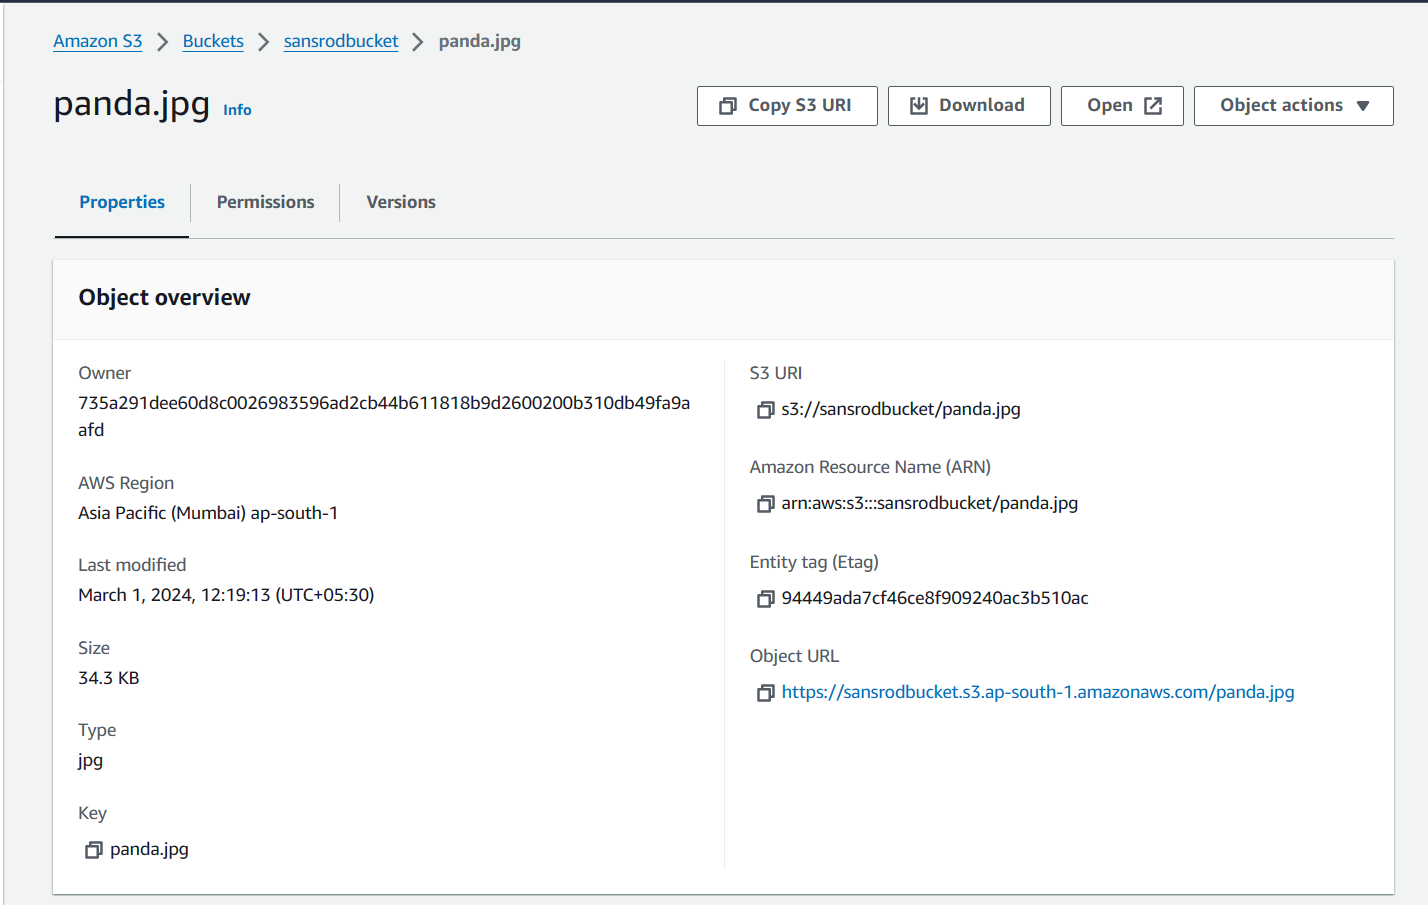 Amazon S3 > Buckets > sansrodbucket > panda.jpg
panda.jpg Info
Copy S3 URI Download Open Object actions
Properties Permissions Versions
Object overview
Owner
735a291dee60d8c0026983596ad2cb44b611818b9d2600200b310db49fa9a
afd
AWS Region
Asia Pacific (Mumbai) ap-south-1
Last modified
March 1, 2024, 12:19:13 (UTC+05:30)
Size
34.3 KB
Type
jpg
Key
panda.jpg
S3 URI
s3://sansrodbucket/panda.jpg
Amazon Resource Name (ARN)
arn:aws:s3:::sansrodbucket/panda.jpg
Entity tag (Etag)
94449ada7cf46ce8f909240ac3b510ac
Object URL
https://sansrodbucket.s3.ap-south-1.amazonaws.com/panda.jpg